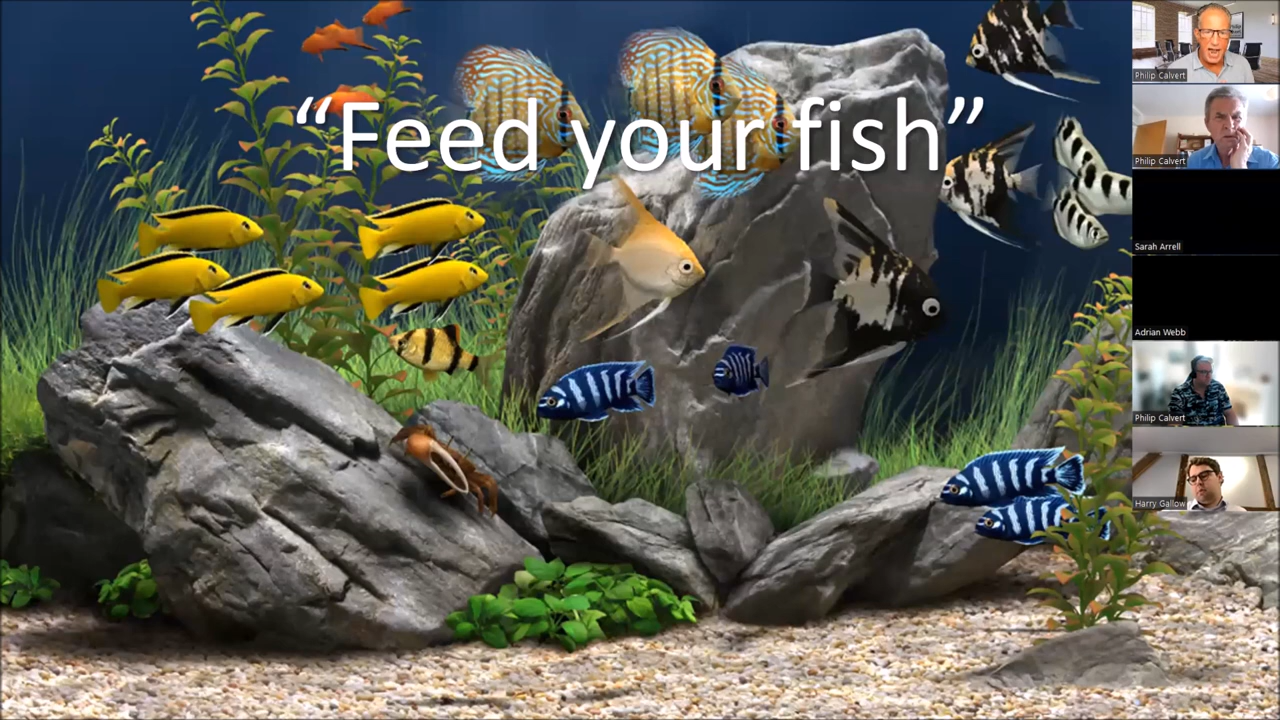 “Feed your fish”
Philip Calvert
Philip Calvert
Sarah Arrell
Adrian Webb
Philip Calvert
Harry Gallow